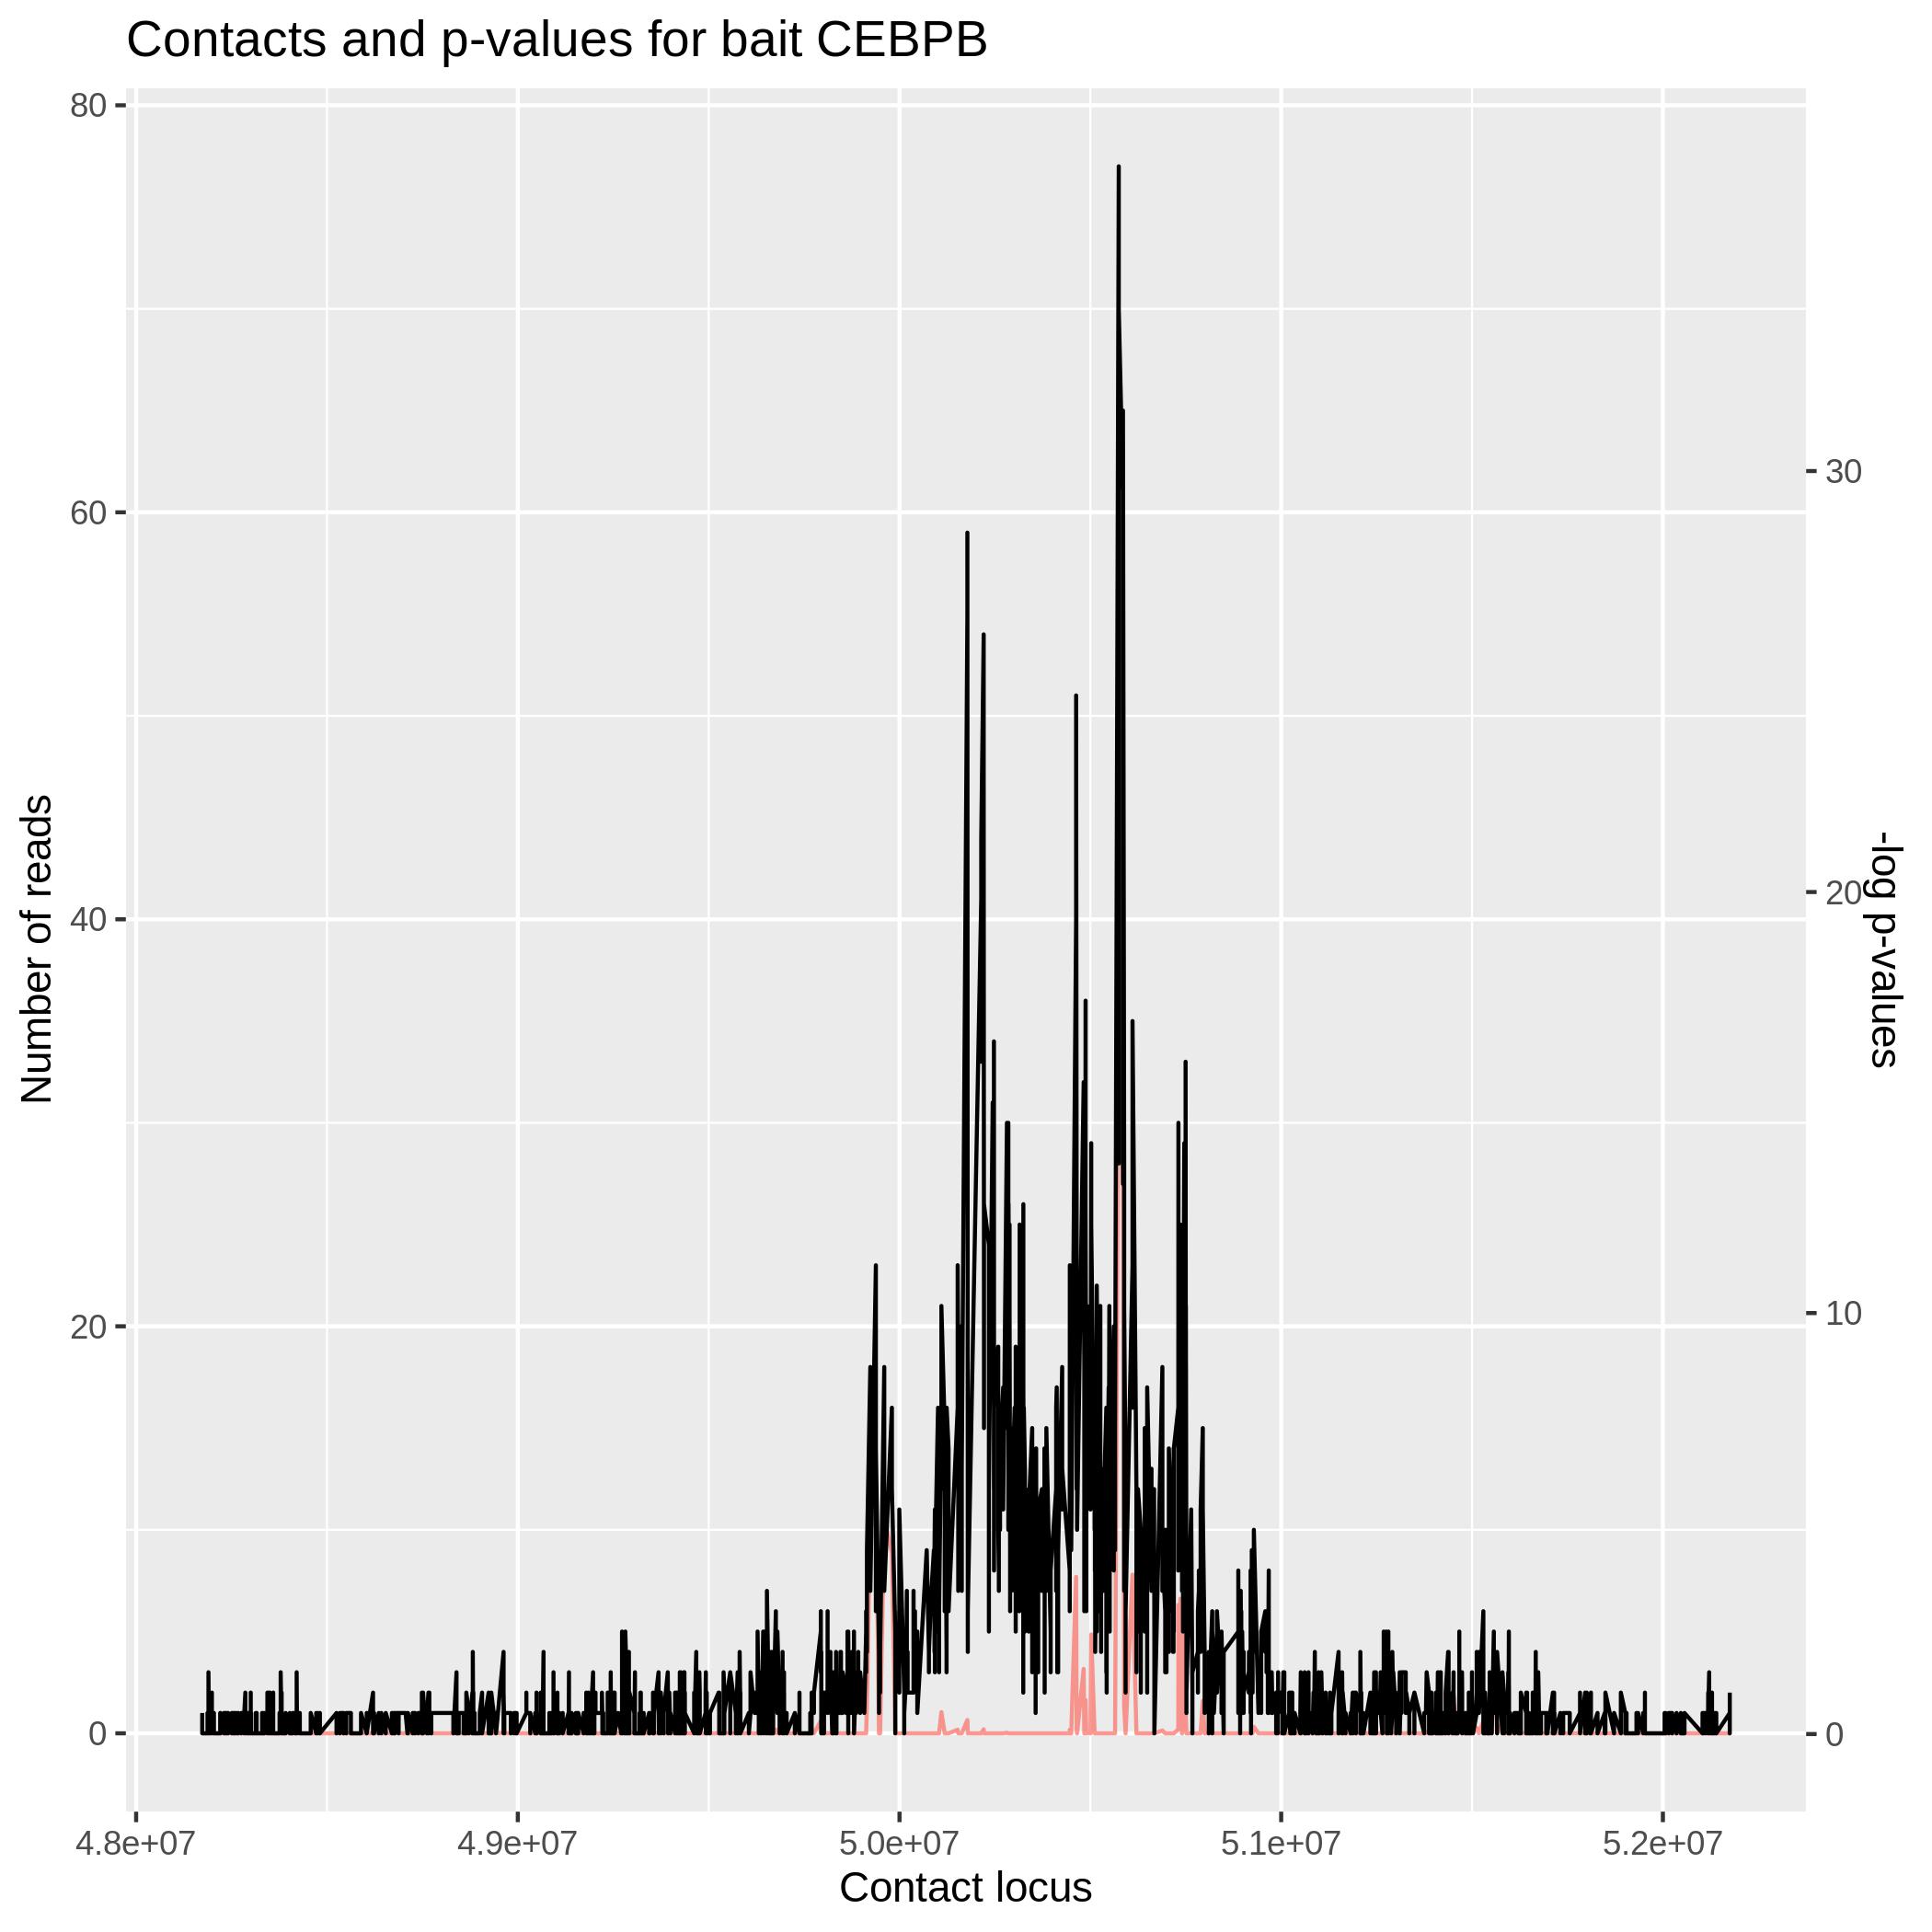 Contacts and p-values for bait CEBPB
80
60
40
20
0
Number of reads
30
20
10
0
-log p-values
4.8e+07
4.9e+07
5.0e+07
5.1e+07
5.2e+07
Contact locus